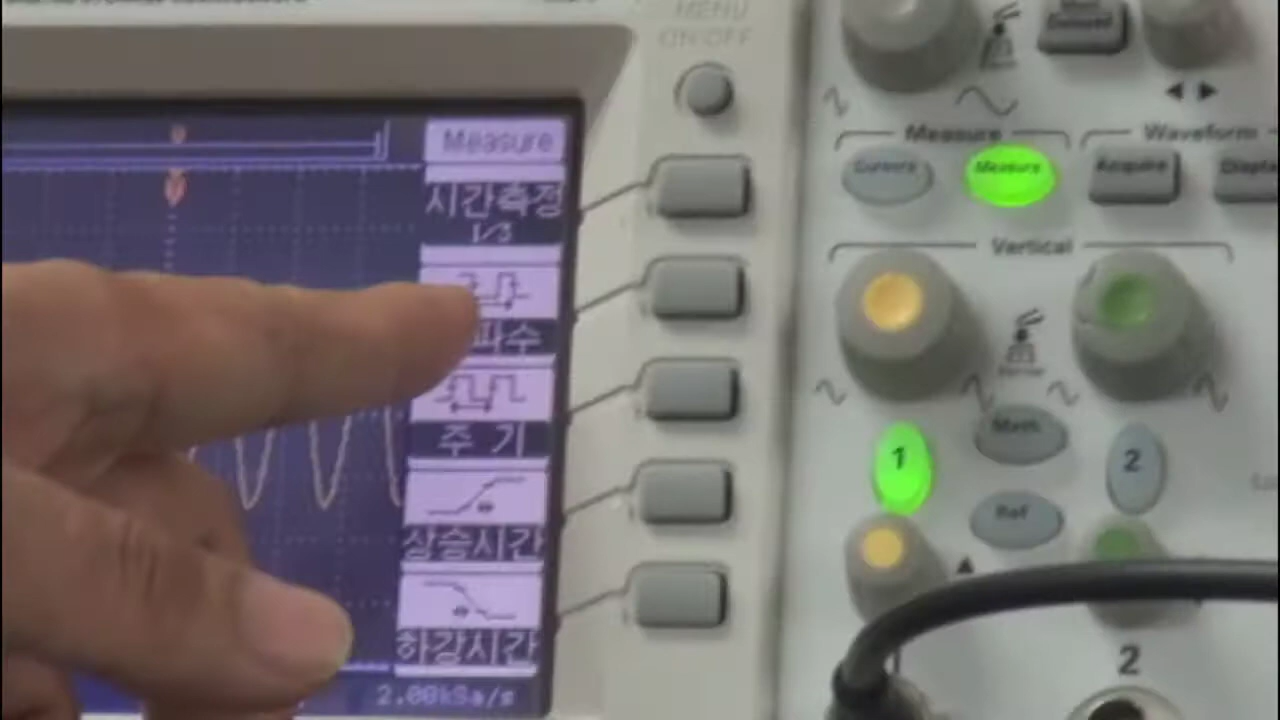 MENU
ON/OFF
Measure
시간측정
1/3
파수
주 기
상승시간
하강시간
2.00kSa/s
Measure
Waveform
Cursors
Measure
Acquire
Display
Vertical
Math
1
2
Ref
2